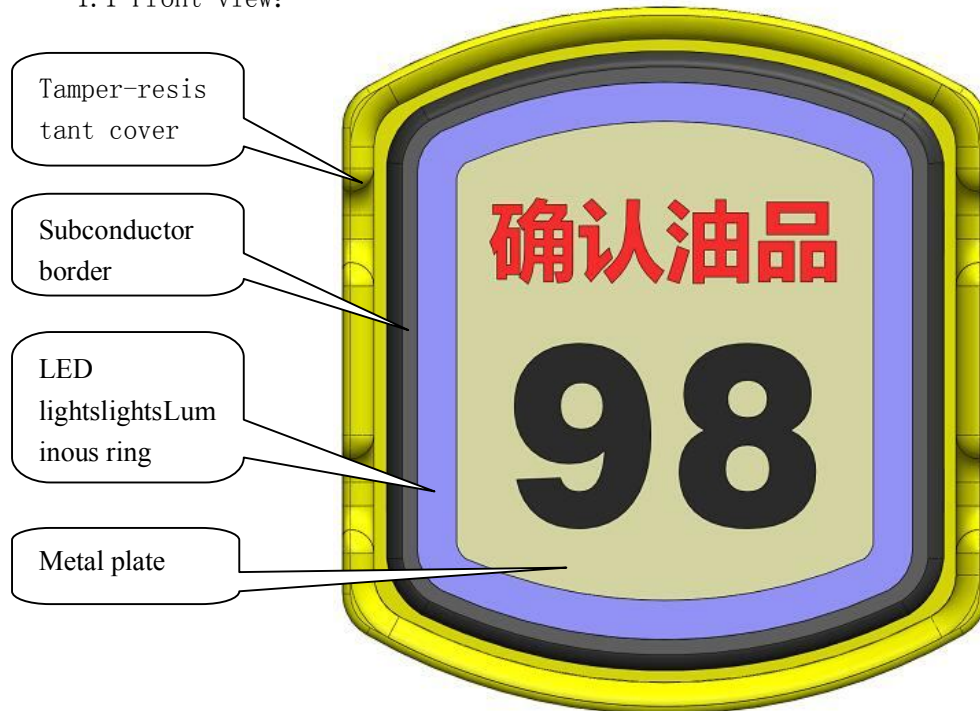 1.1 Front view:
Tamper-resis
tant cover
Subconductor
border
LED
lightslightsLum
inous ring
Metal plate
确认油品
98